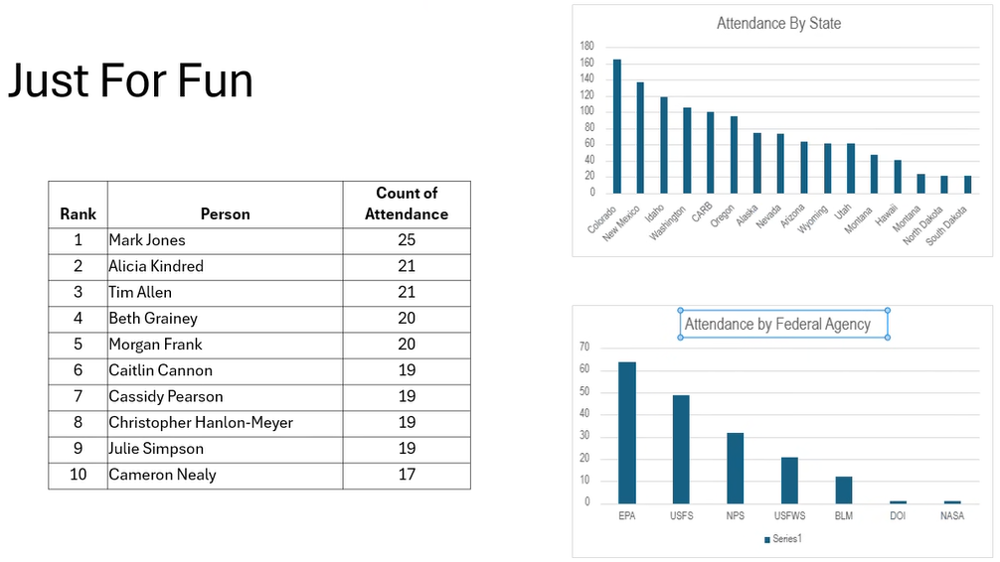 Just For Fun
Rank Person Count of Attendance
1 Mark Jones 25
2 Alicia Kindred 21
3 Tim Allen 21
4 Beth Grainey 20
5 Morgan Frank 20
6 Caitlin Cannon 19
7 Cassidy Pearson 19
8 Christopher Hanlon-Meyer 19
9 Julie Simpson 19
10 Cameron Nealy 17
Attendance By State
180
160
140
120
100
80
60
40
20
0
Colorado
New Mexico
Idaho
Washington
CARB
Oregon
Alaska
Nevada
Arizona
Wyoming
Utah
Montana
Hawaii
Montana
North Dakota
South Dakota
Attendance by Federal Agency
70
60
50
40
30
20
10
0
EPA USFS NPS USFWS BLM DOI NASA
Series1